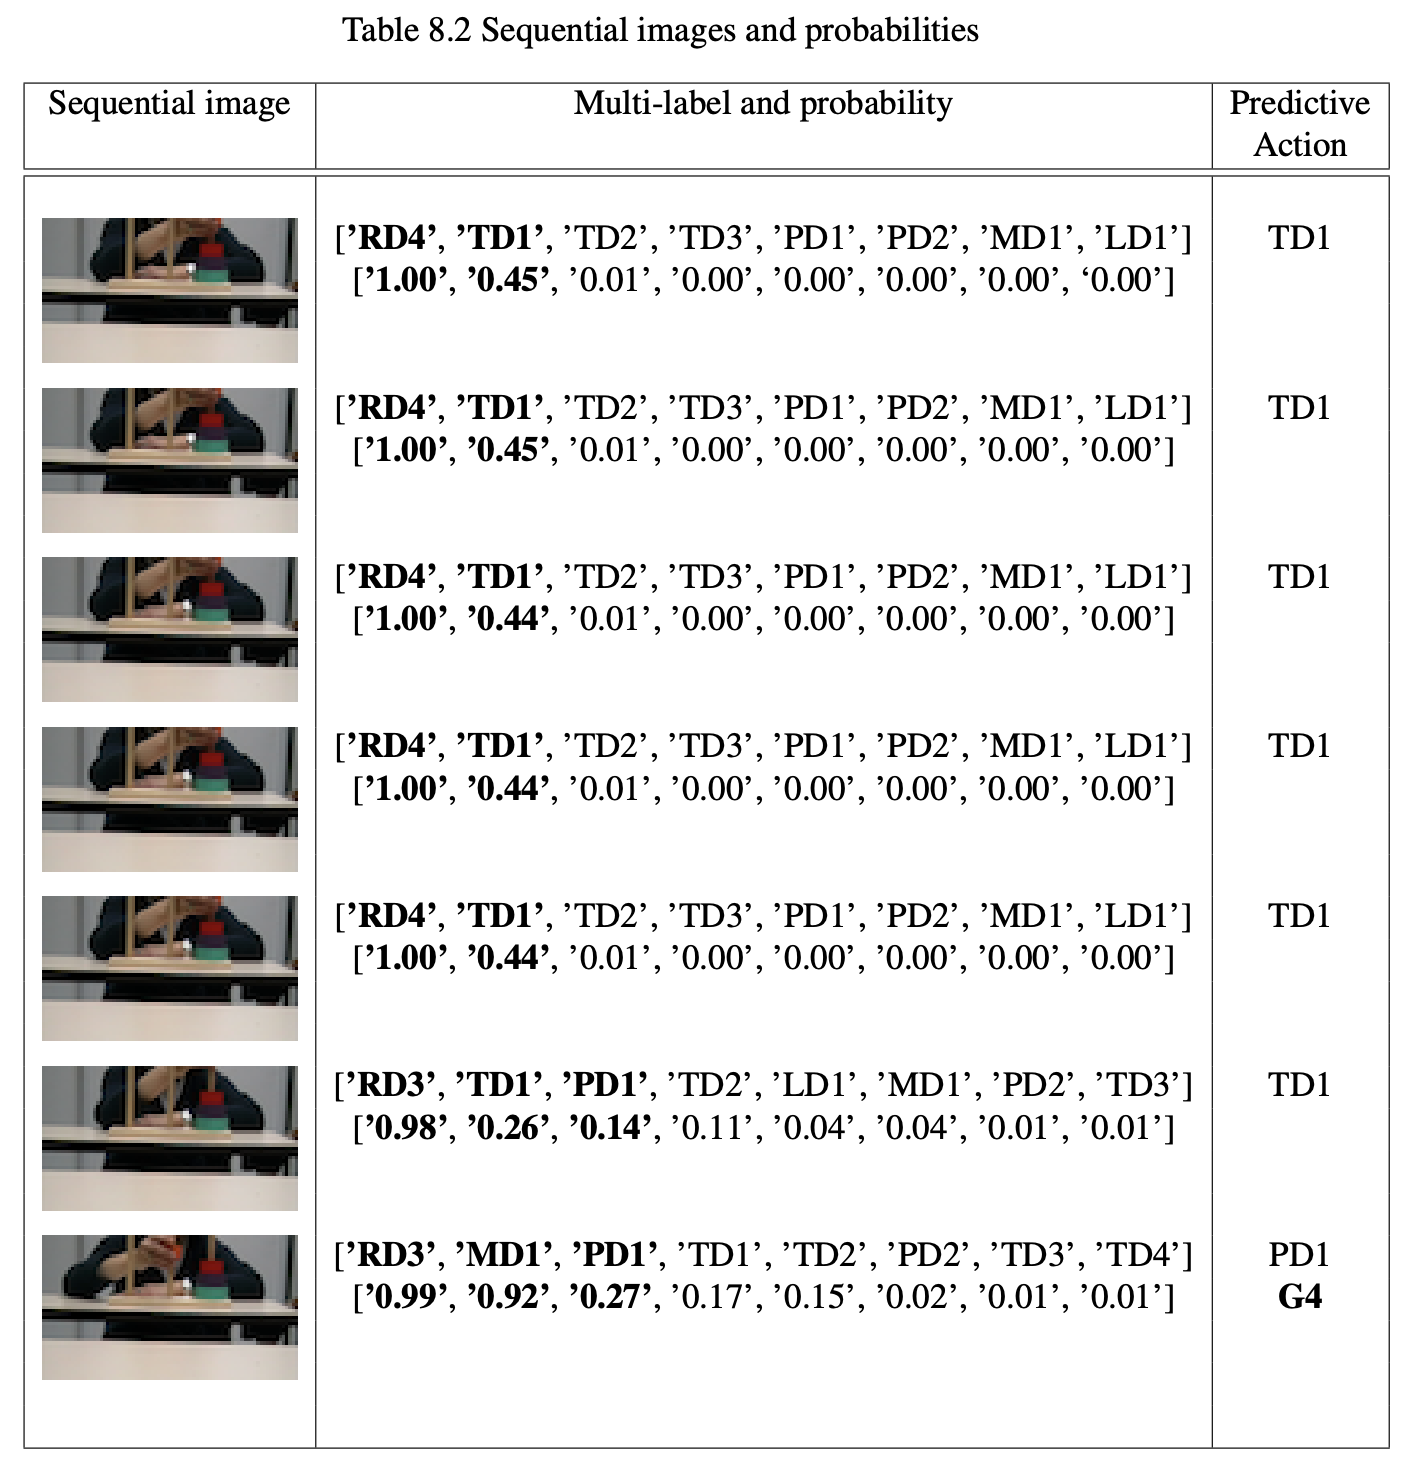 Table 8.2 Sequential images and probabilities
Sequential image Multi-label and probability Predictive
Action
[’RD4’, ’TD1’, ’TD2’, ’TD3’, ’PD1’, ’PD2’, ’MD1’, ’LD1’] TD1
[’1.00’, ’0.45’, ’0.01’, ’0.00’, ’0.00’, ’0.00’, ’0.00’, ‘0.00’]
[’RD4’, ’TD1’, ’TD2’, ’TD3’, ’PD1’, ’PD2’, ’MD1’, ’LD1’] TD1
[’1.00’, ’0.45’, ’0.01’, ’0.00’, ’0.00’, ’0.00’, ’0.00’, ’0.00’]
[’RD4’, ’TD1’, ’TD2’, ’TD3’, ’PD1’, ’PD2’, ’MD1’, ’LD1’] TD1
[’1.00’, ’0.44’, ’0.01’, ’0.00’, ’0.00’, ’0.00’, ’0.00’, ’0.00’]
[’RD4’, ’TD1’, ’TD2’, ’TD3’, ’PD1’, ’PD2’, ’MD1’, ’LD1’] TD1
[’1.00’, ’0.44’, ’0.01’, ’0.00’, ’0.00’, ’0.00’, ’0.00’, ’0.00’]
[’RD4’, ’TD1’, ’TD2’, ’TD3’, ’PD1’, ’PD2’, ’MD1’, ’LD1’] TD1
[’1.00’, ’0.44’, ’0.01’, ’0.00’, ’0.00’, ’0.00’, ’0.00’, ’0.00’]
[’RD3’, ’TD1’, ’PD1’, ’TD2’, ’LD1’, ’MD1’, ’PD2’, ’TD3’] TD1
[’0.98’, ’0.26’, ’0.14’, ’0.11’, ’0.04’, ’0.04’, ’0.01’, ’0.01’]
[’RD3’, ’MD1’, ’PD1’, ’TD1’, ’TD2’, ’PD2’, ’TD3’, ’TD4’] PD1
[’0.99’, ’0.92’, ’0.27’, ’0.17’, ’0.15’, ’0.02’, ’0.01’, ’0.01’] G4